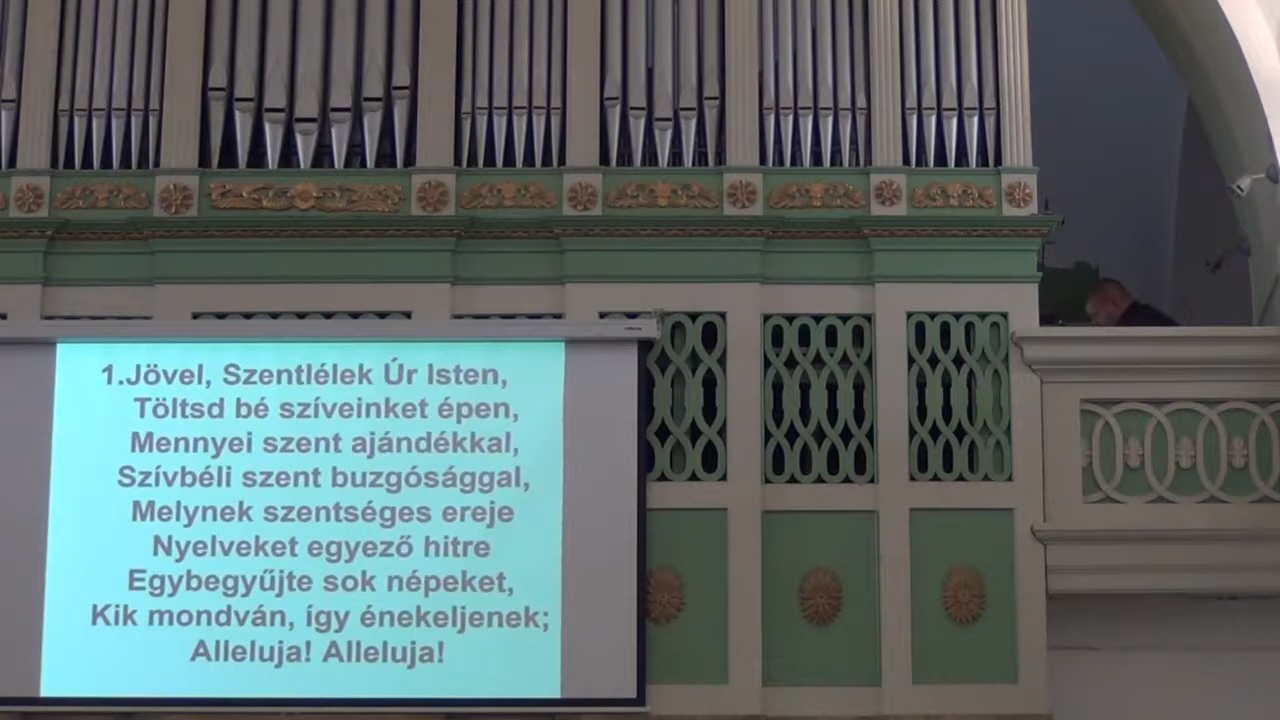 1.Jövel, Szentlélek Úr Isten,
Töltsd bé szíveinket épen,
Mennyei szent ajándékkal,
Szívbéli szent buzgósággal,
Melynek szentséges ereje
Nyelveket egyező hitre
Egybegyűjte sok népeket,
Kik mondván, így énekeljenek;
Alleluja! Alleluja!